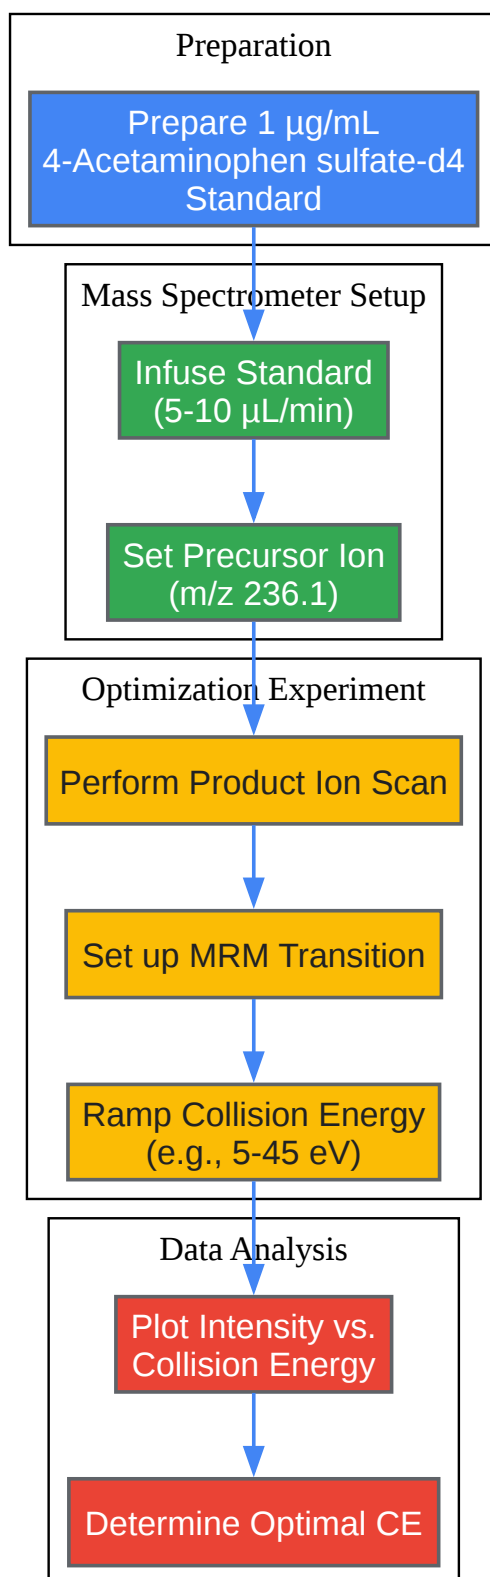 Preparation
Prepare 1 µg/mL
4-Acetaminophen sulfate-d4
Standard
Mass Spectrometer Setup
Infuse Standard
(5-10 µL/min)
Set Precursor Ion
(m/z 236.1)
Optimization Experiment
Perform Product Ion Scan
Set up MRM Transition
Ramp Collision Energy
(e.g., 5-45 eV)
Data Analysis
Plot Intensity vs.
Collision Energy
Determine Optimal CE